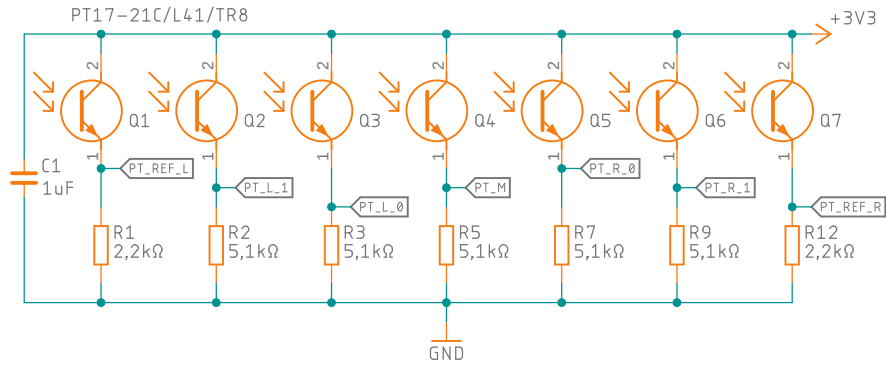 PT17-21C/L41/TR8
+3V3
2 2 2 2 2 2 2
Q1 Q2 Q3 Q4 Q5 Q6 Q7
1 1 1 1 1 1 1
C1
1uF
PT_REF_L
PT_L_1
PT_L_0
PT_M
PT_R_0
PT_R_1
PT_REF_R
R1
2,2kΩ
R2
5,1kΩ
R3
5,1kΩ
R5
5,1kΩ
R7
5,1kΩ
R9
5,1kΩ
R12
2,2kΩ
GND